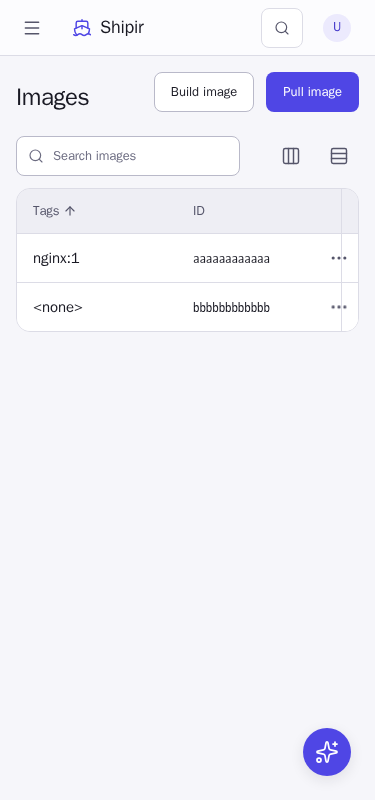 Shipir
U
Images
Build image
Pull image
Search images
Tags
ID
nginx:1
aaaaaaaaaaaa
<none>
bbbbbbbbbbbb